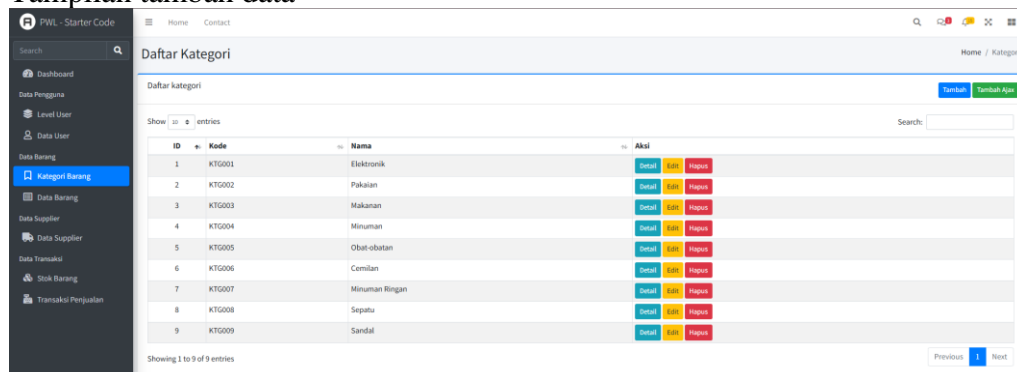 Tampilan tambah data
PWL - Starter Code
Home Contact
Search
Dashboard
Data Pengguna
Level User
Data User
Data Barang
Kategori Barang
Data Barang
Data Supplier
Data Supplier
Data Transaksi
Stok Barang
Transaksi Penjualan
Daftar Kategori
Home / Kategor
Daftar kategori
Tambah Tambah Ajax
Show 10 entries
Search:
ID Kode Nama Aksi
1 KTG001 Elektronik Detail Edit Hapus
2 KTG002 Pakaian Detail Edit Hapus
3 KTG003 Makanan Detail Edit Hapus
4 KTG004 Minuman Detail Edit Hapus
5 KTG005 Obat-obatan Detail Edit Hapus
6 KTG006 Cemilan Detail Edit Hapus
7 KTG007 Minuman Ringan Detail Edit Hapus
8 KTG008 Sepatu Detail Edit Hapus
9 KTG009 Sandal Detail Edit Hapus
Showing 1 to 9 of 9 entries
Previous 1 Next